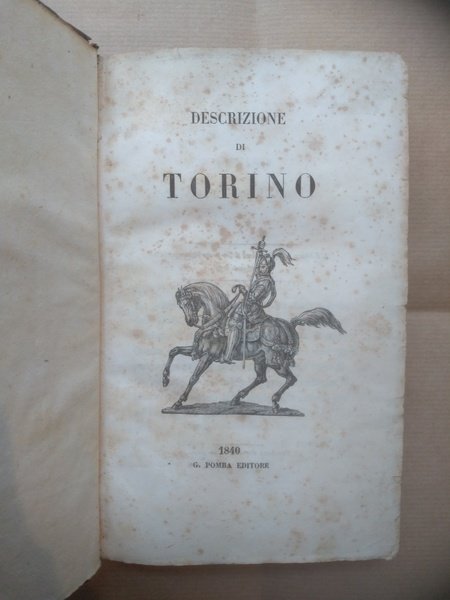 DESCRIZIONE
DI
TORINO
1840
G. POMBA EDITORE